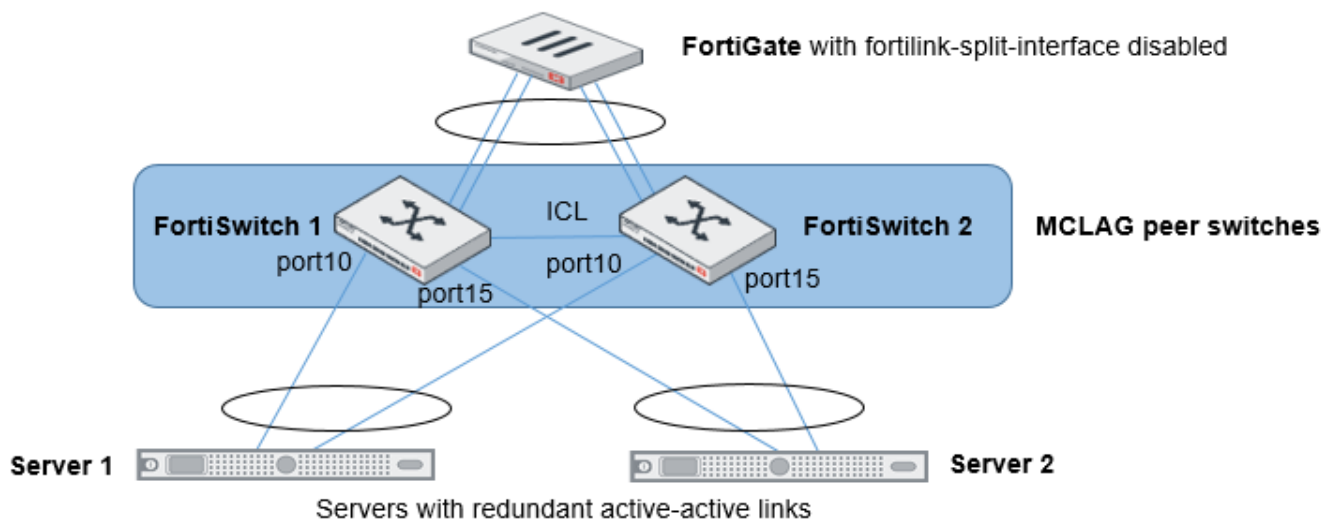 FortiGate with fortilink-split-interface disabled
FortiSwitch 1
ICL
FortiSwitch 2
MCLAG peer switches
port10
port10
port15
port15
Server 1
Server 2
Servers with redundant active-active links